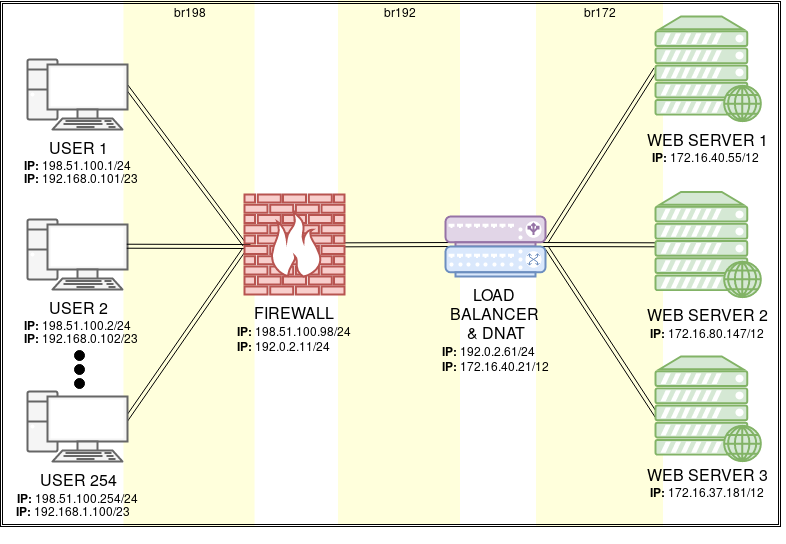 br198
br192
br172
USER 1
IP: 198.51.100.1/24
IP: 192.168.0.101/23
USER 2
IP: 198.51.100.2/24
IP: 192.168.0.102/23
USER 254
IP: 198.51.100.254/24
IP: 192.168.1.100/23
FIREWALL
IP: 198.51.100.98/24
IP: 192.0.2.11/24
LOAD
BALANCER
& DNAT
IP: 192.0.2.61/24
IP: 172.16.40.21/12
WEB SERVER 1
IP: 172.16.40.55/12
WEB SERVER 2
IP: 172.16.80.147/12
WEB SERVER 3
IP: 172.16.37.181/12